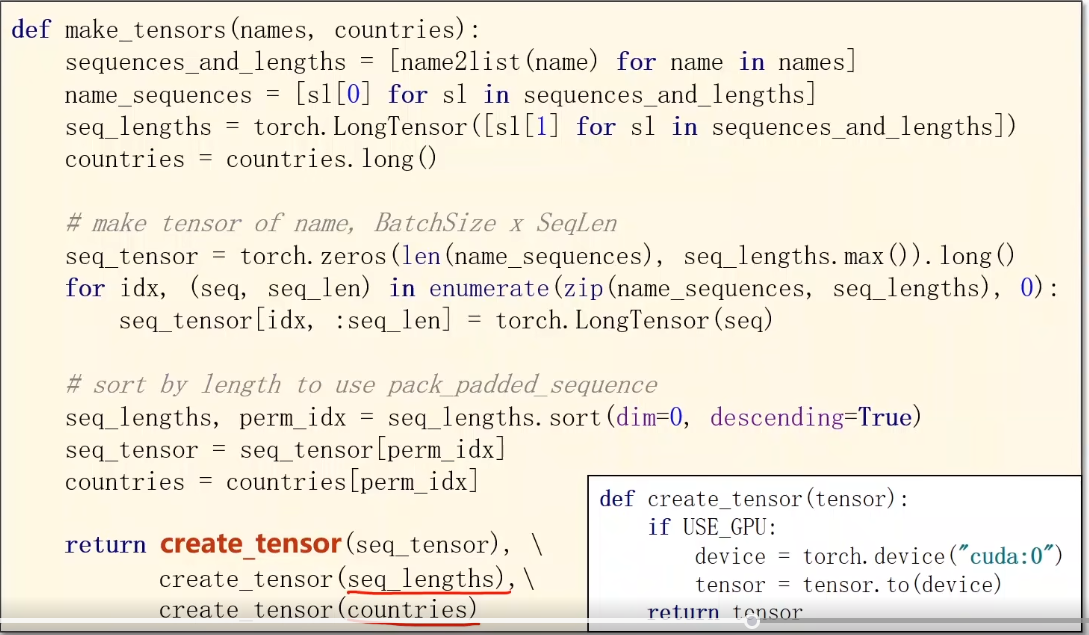 def make_tensors(names, countries):
    sequences_and_lengths = [name2list(name) for name in names]
    name_sequences = [sl[0] for sl in sequences_and_lengths]
    seq_lengths = torch.LongTensor([sl[1] for sl in sequences_and_lengths])
    countries = countries.long()

    # make tensor of name, BatchSize x SeqLen
    seq_tensor = torch.zeros(len(name_sequences), seq_lengths.max()).long()
    for idx, (seq, seq_len) in enumerate(zip(name_sequences, seq_lengths), 0):
        seq_tensor[idx, :seq_len] = torch.LongTensor(seq)

    # sort by length to use pack_padded_sequence
    seq_lengths, perm_idx = seq_lengths.sort(dim=0, descending=True)
    seq_tensor = seq_tensor[perm_idx]
    countries = countries[perm_idx]

    return create_tensor(seq_tensor), \
           create_tensor(seq_lengths),\
           create_tensor(countries)

def create_tensor(tensor):
    if USE_GPU:
        device = torch.device("cuda:0")
        tensor = tensor.to(device)
    return tensor